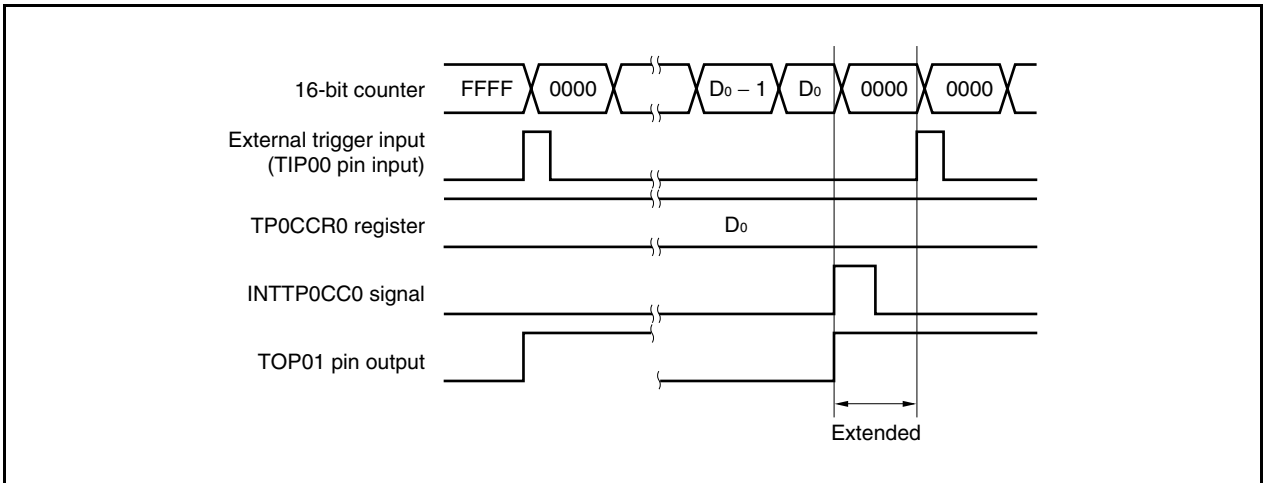 16-bit counter FFFF 0000 D0 − 1 D0 0000 0000
External trigger input
(TIP00 pin input)
TP0CCR0 register D0
INTTP0CC0 signal
TOP01 pin output
Extended